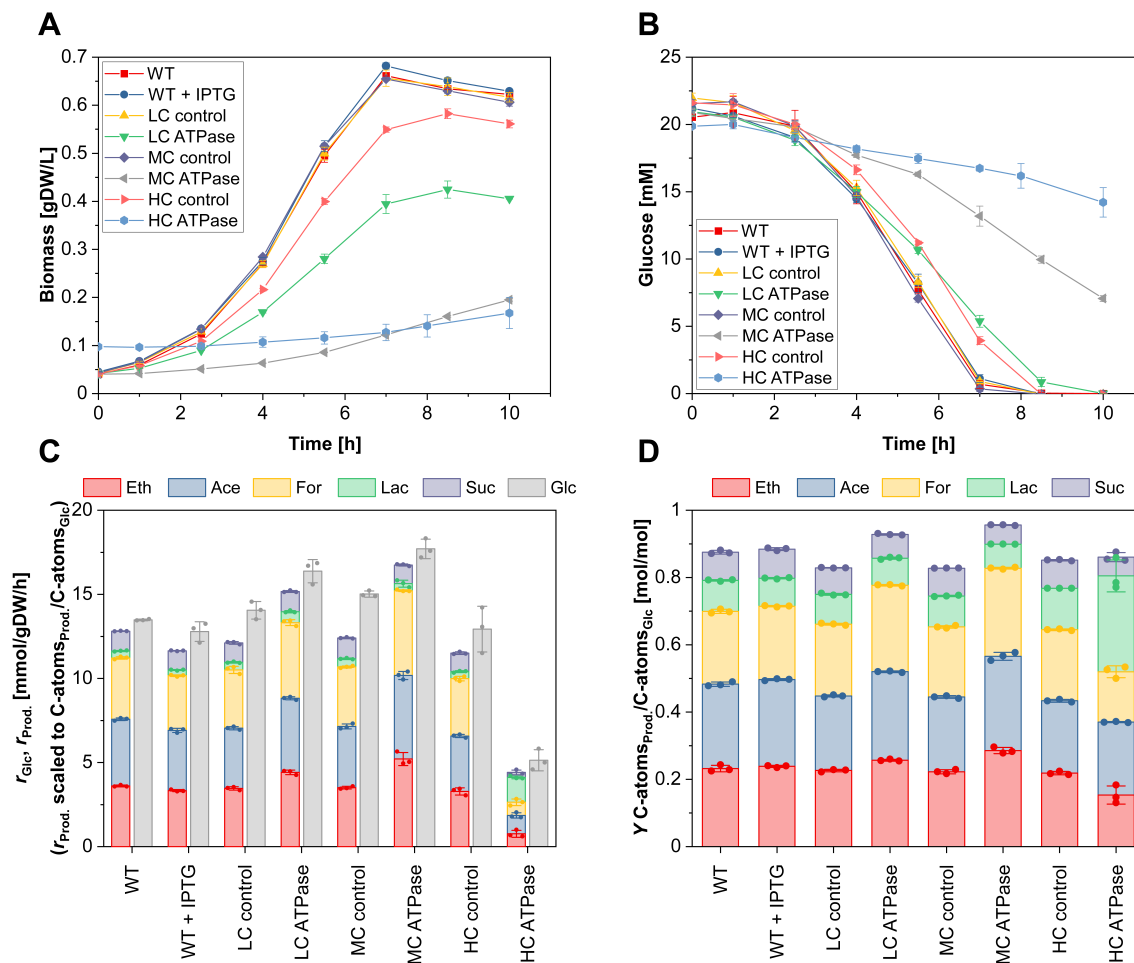 A
Biomass [gDW/L]
0.7
0.6
0.5
0.4
0.3
0.2
0.1
0
WT
WT + IPTG
LC control
LC ATPase
MC control
MC ATPase
HC control
HC ATPase
0 2 4 6 8 10
Time [h]
B
Glucose [mM]
25
20
15
10
5
0
WT
WT + IPTG
LC control
LC ATPase
MC control
MC ATPase
HC control
HC ATPase
0 2 4 6 8 10
Time [h]
C
Eth Ace For Lac Suc Glc
rGlc, rProd. [mmol/gDW/h]
(rProd. scaled to C-atomsProd./C-atomsGlc)
20
15
10
5
0
WT
WT + IPTG
LC control
LC ATPase
MC control
MC ATPase
HC control
HC ATPase
D
Eth Ace For Lac Suc
Y C-atomsProd./C-atomsGlc [mol/mol]
1
0.8
0.6
0.4
0.2
0
WT
WT + IPTG
LC control
LC ATPase
MC control
MC ATPase
HC control
HC ATPase